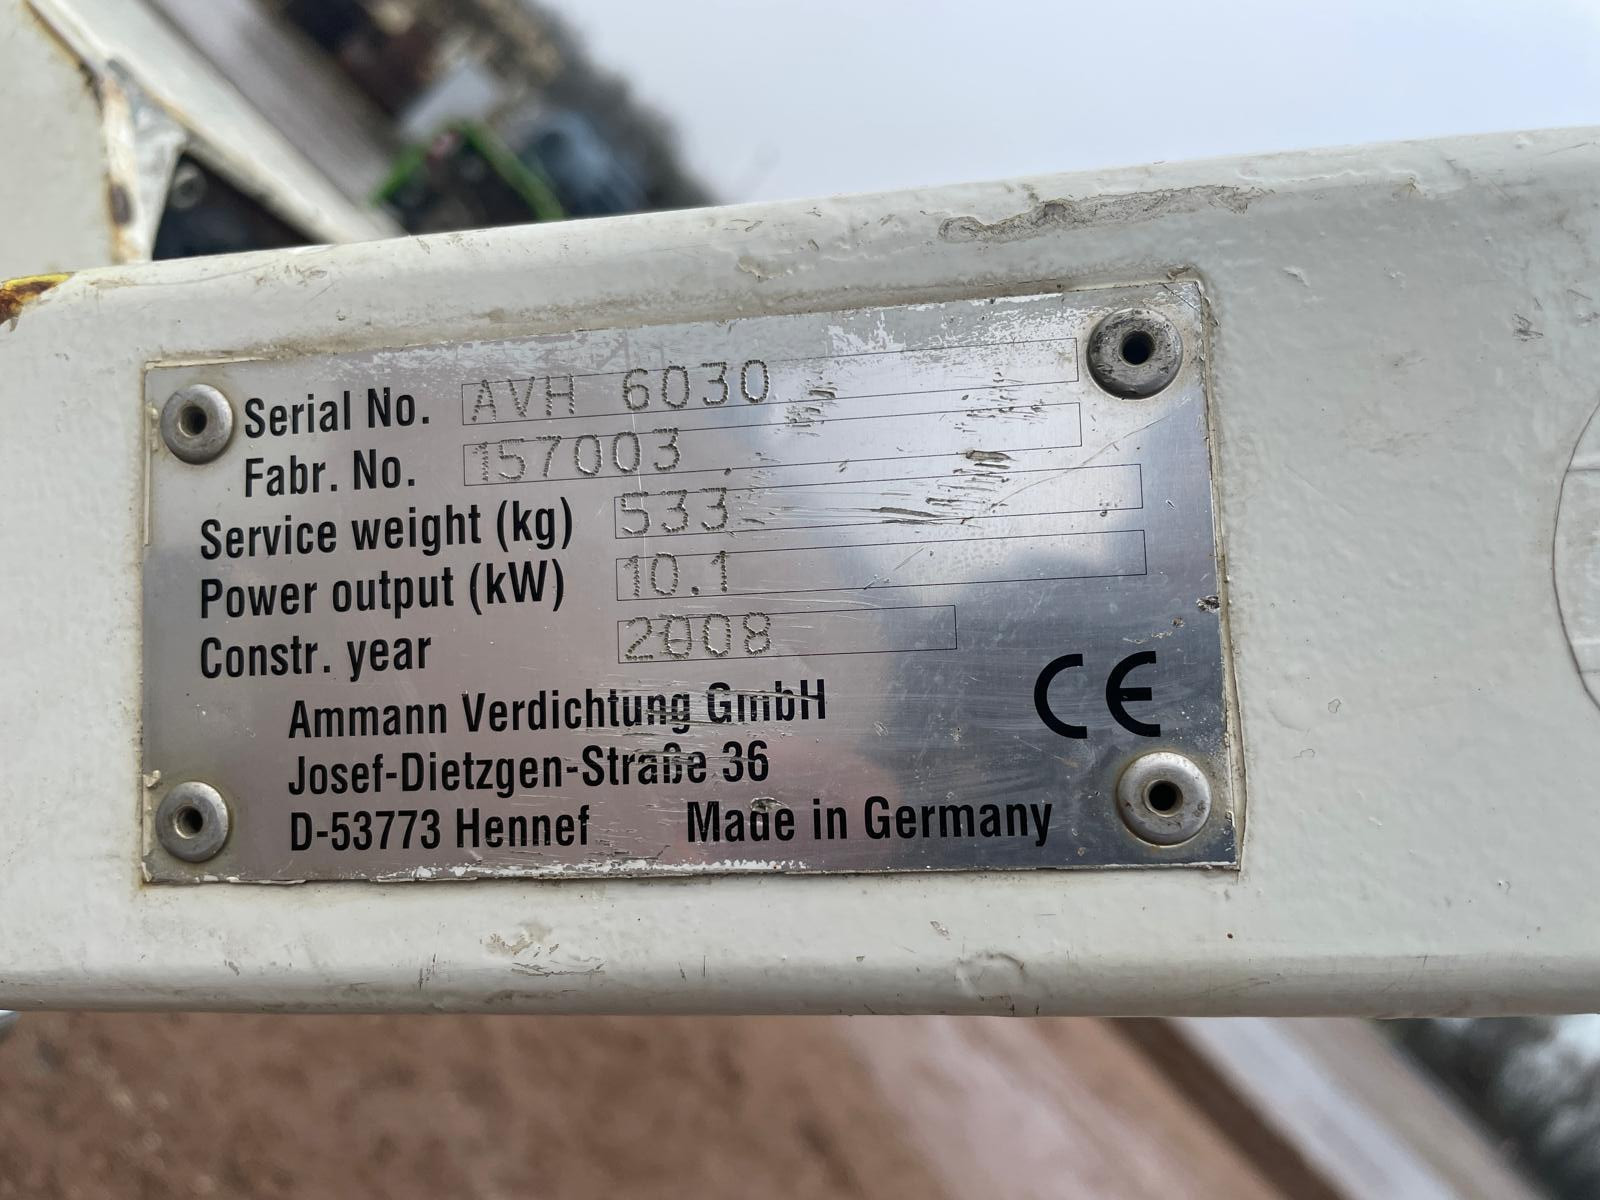 Serial No. AVH 6030
Fabr. No. 157003
Service weight (kg) 533
Power output (kW) 10.1
Constr. year 2008
Ammann Verdichtung GmbH
Josef-Dietzgen-Straße 36
D-53773 Hennef Made in Germany
CE